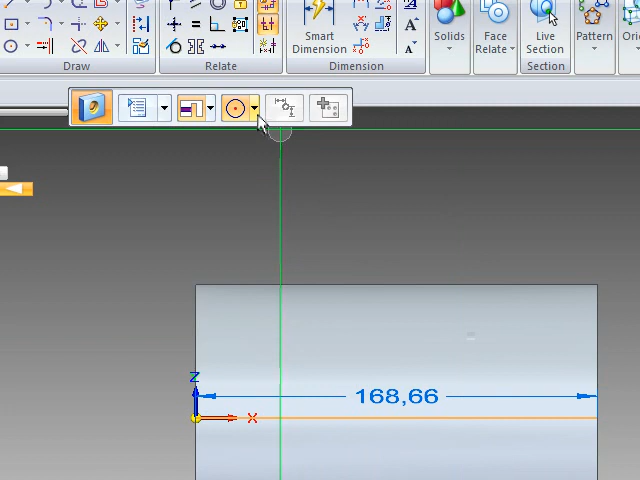 Smart
Dimension
Solids
Face
Relate
Live
Section
Pattern
Draw
Relate
Dimension
Section
A
A
Z
168,66
X